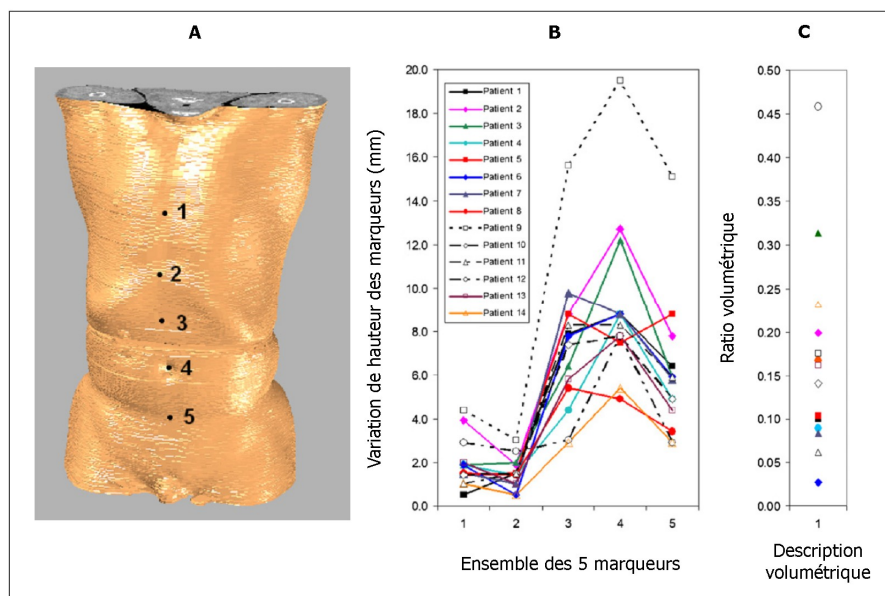 A
B
C
1
2
3
4
5
Variation de hauteur des marqueurs (mm)
20.0
18.0
16.0
14.0
12.0
10.0
8.0
6.0
4.0
2.0
0.0
Patient 1
Patient 2
Patient 3
Patient 4
Patient 5
Patient 6
Patient 7
Patient 8
Patient 9
Patient 10
Patient 11
Patient 12
Patient 13
Patient 14
1 2 3 4 5
Ensemble des 5 marqueurs
Ratio volumétrique
0.50
0.45
0.40
0.35
0.30
0.25
0.20
0.15
0.10
0.05
0.00
1
Description
volumétrique